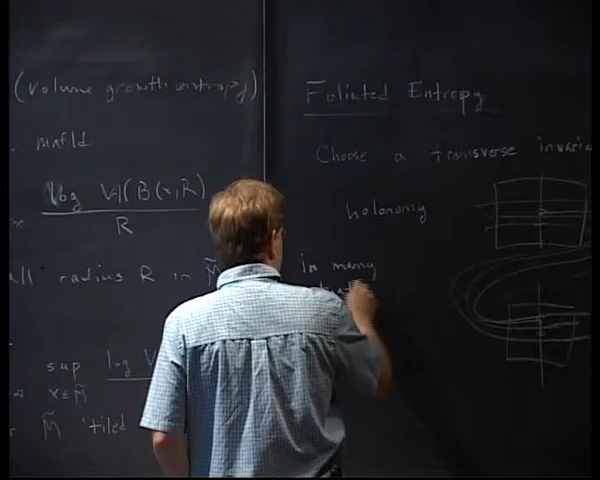 (volume growth entropy)
mnfld
log Vol(B(x,R))
R
all radius R in M̃
sup log V
x∈M̃
M̃ 'tiled
Foliated Entropy
Choose a transverse invaria
holonomy
in many